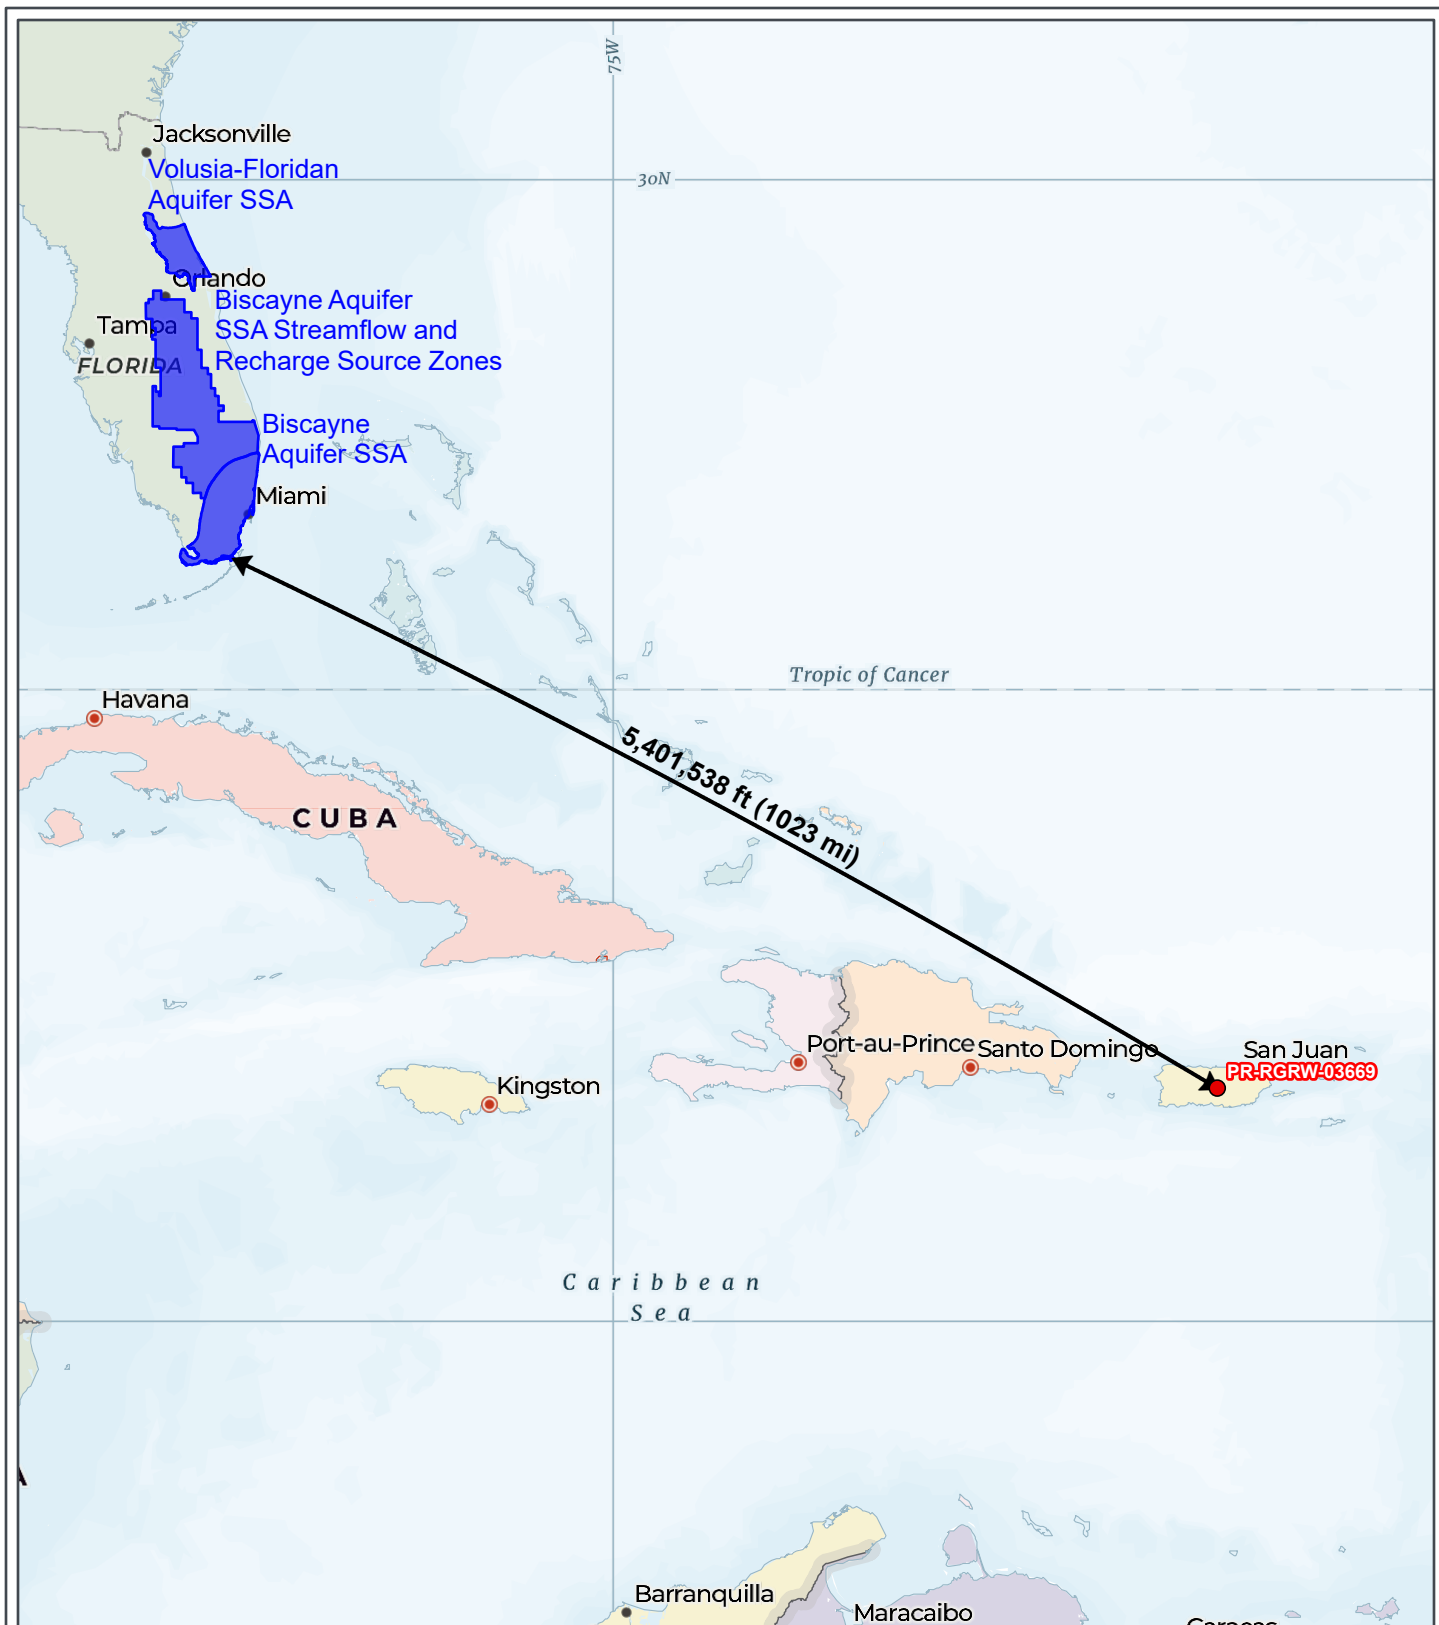 75W
Jacksonville
Volusia-Floridan
Aquifer SSA
30N
Orlando
Biscayne Aquifer
SSA Streamflow and
Recharge Source Zones
Tampa
FLORIDA
Biscayne
Aquifer SSA
Miami
Tropic of Cancer
Havana
5,401,538 ft (1023 mi)
CUBA
Port-au-Prince
Santo Domingo
San Juan
PR-RGRW-03669
Kingston
Caribbean
Sea
A
Barranquilla
Maracaibo
Caracas